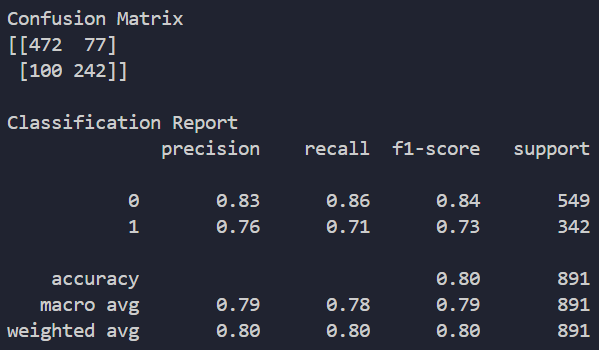 Confusion Matrix
[[472  77]
 [100 242]]
Classification Report
              precision    recall  f1-score   support
           0       0.83      0.86      0.84       549
           1       0.76      0.71      0.73       342
    accuracy                           0.80       891
   macro avg       0.79      0.78      0.79       891
weighted avg       0.80      0.80      0.80       891